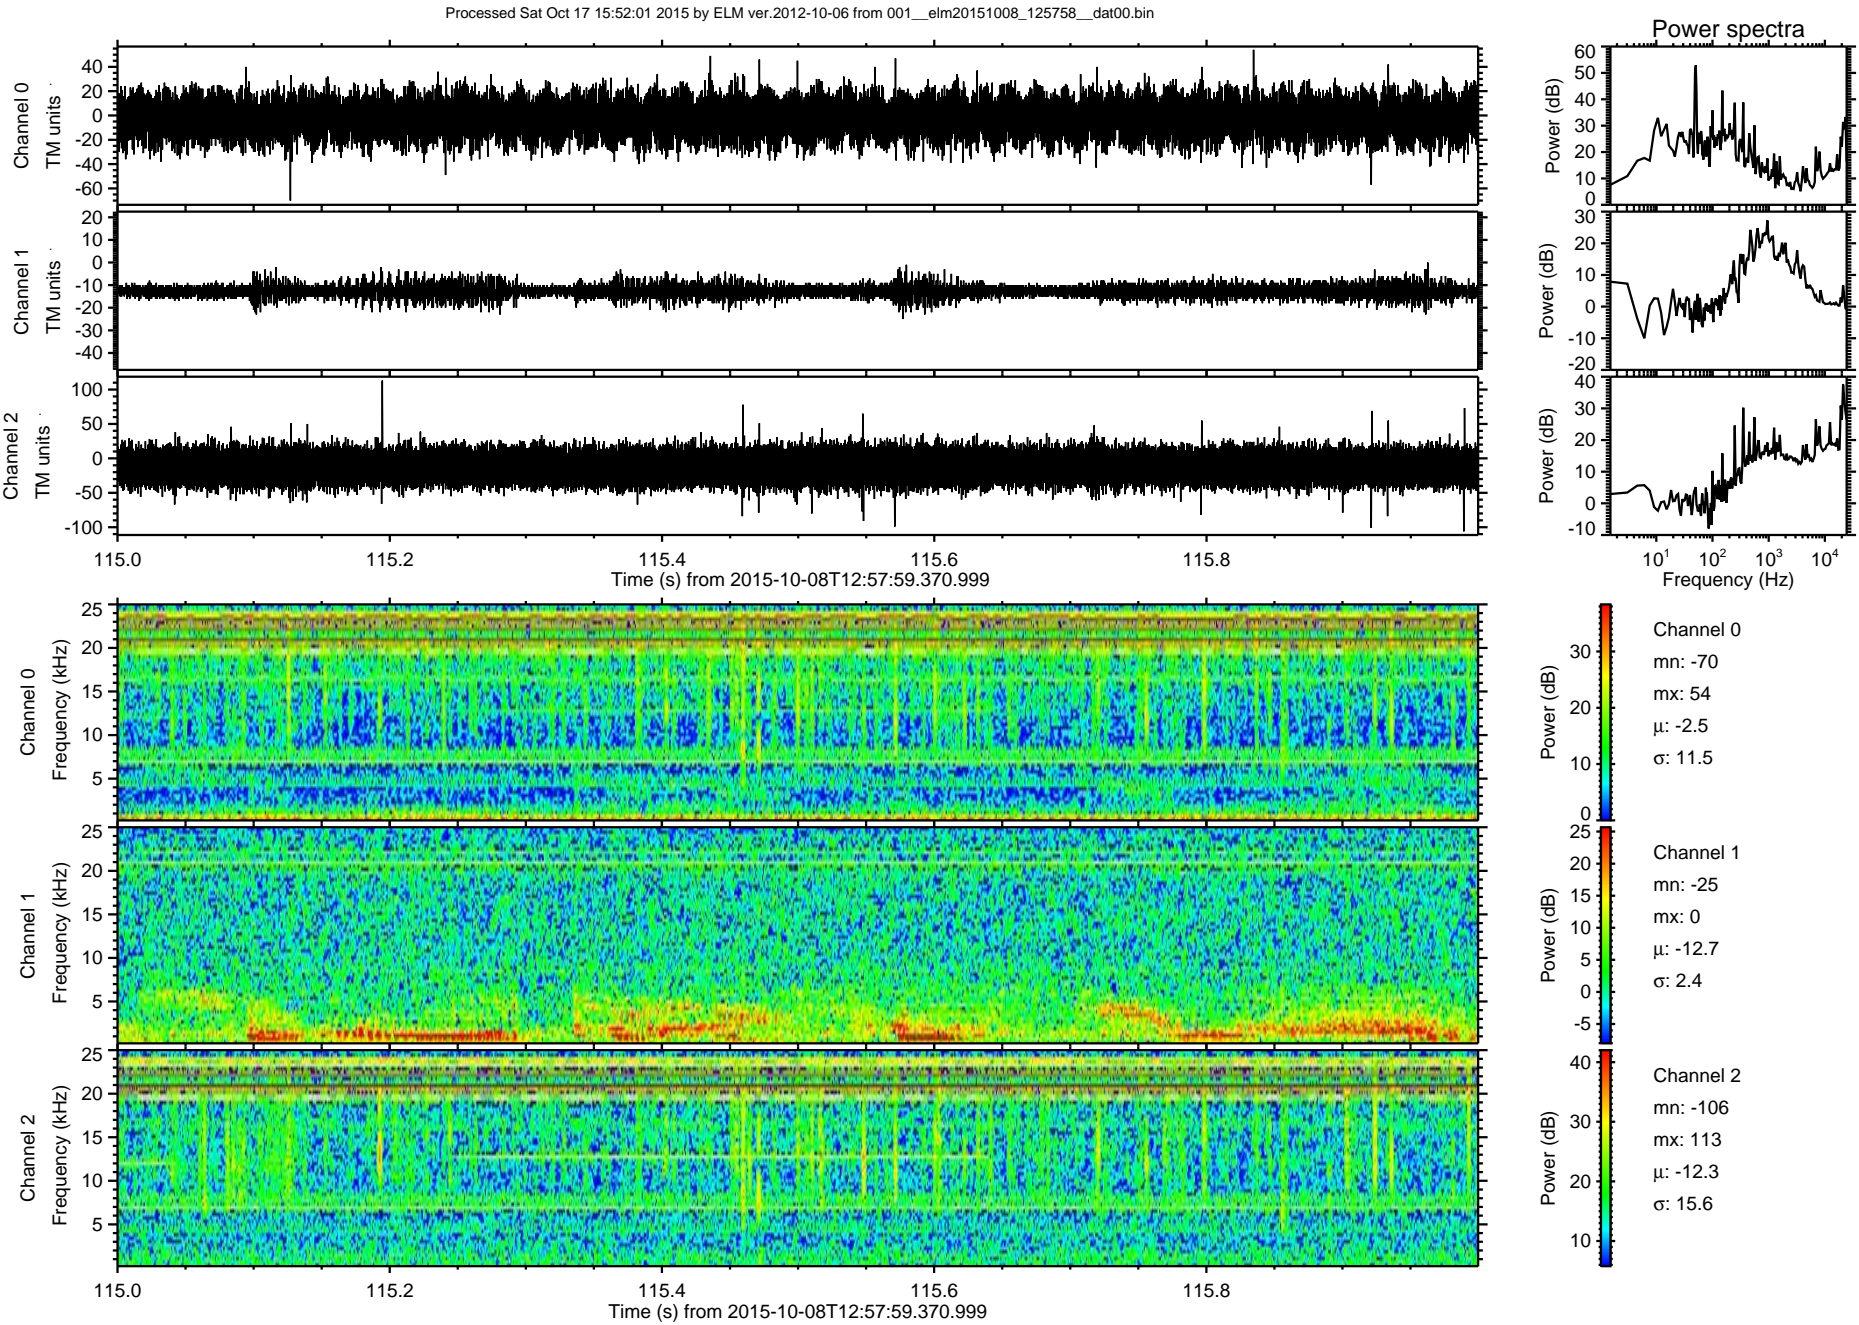 Processed Sat Oct 17 15:52:01 2015 by ELM ver.2012-10-06 from 001__elm20151008_125758__dat00.bin
Power spectra
Channel 0
TM units
40
20
0
-20
-40
-60
Power (dB)
60
50
40
30
20
10
0
Channel 1
TM units
20
10
0
-10
-20
-30
-40
Power (dB)
30
20
10
0
-10
-20
Channel 2
TM units
100
50
0
-50
-100
Power (dB)
40
30
20
10
0
-10
115.0 115.2 115.4 115.6 115.8
Time (s) from 2015-10-08T12:57:59.370.999
10¹ 10² 10³ 10⁴
Frequency (Hz)
Channel 0
Frequency (kHz)
25
20
15
10
5
Power (dB)
30
20
10
0
Channel 0
mn: -70
mx: 54
μ: -2.5
σ: 11.5
Channel 1
Frequency (kHz)
25
20
15
10
5
Power (dB)
25
20
15
10
5
0
-5
Channel 1
mn: -25
mx: 0
μ: -12.7
σ: 2.4
Channel 2
Frequency (kHz)
25
20
15
10
5
Power (dB)
40
30
20
10
Channel 2
mn: -106
mx: 113
μ: -12.3
σ: 15.6
115.0 115.2 115.4 115.6 115.8
Time (s) from 2015-10-08T12:57:59.370.999